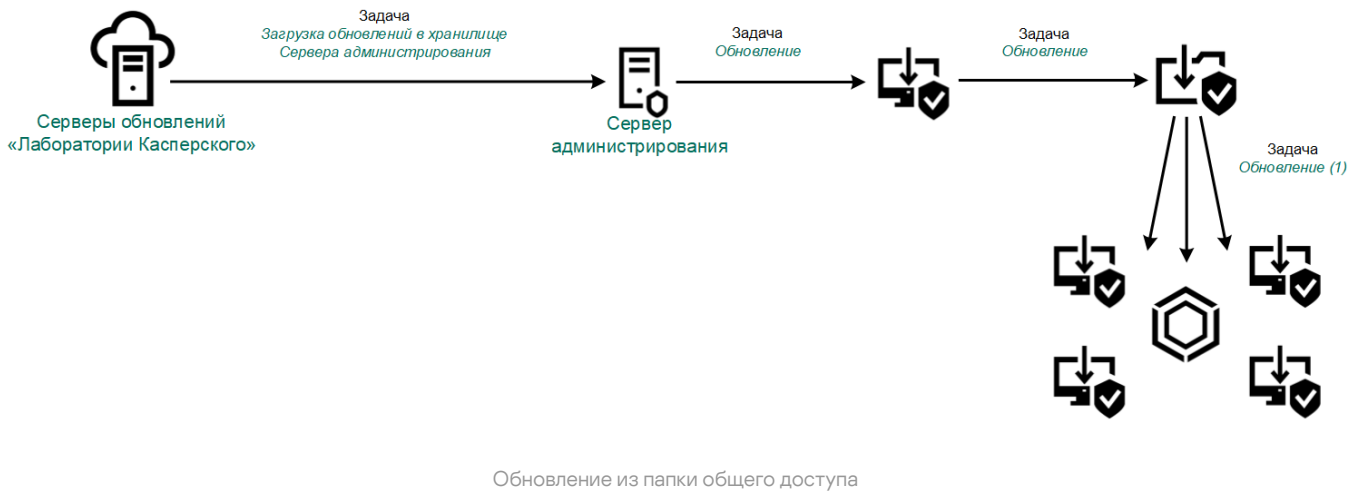 Задача
Загрузка обновлений в хранилище
Сервера администрирования
Задача
Обновление
Задача
Обновление
Серверы обновлений
«Лаборатории Касперского»
Сервер
администрирования
Задача
Обновление (1)
Обновление из папки общего доступа